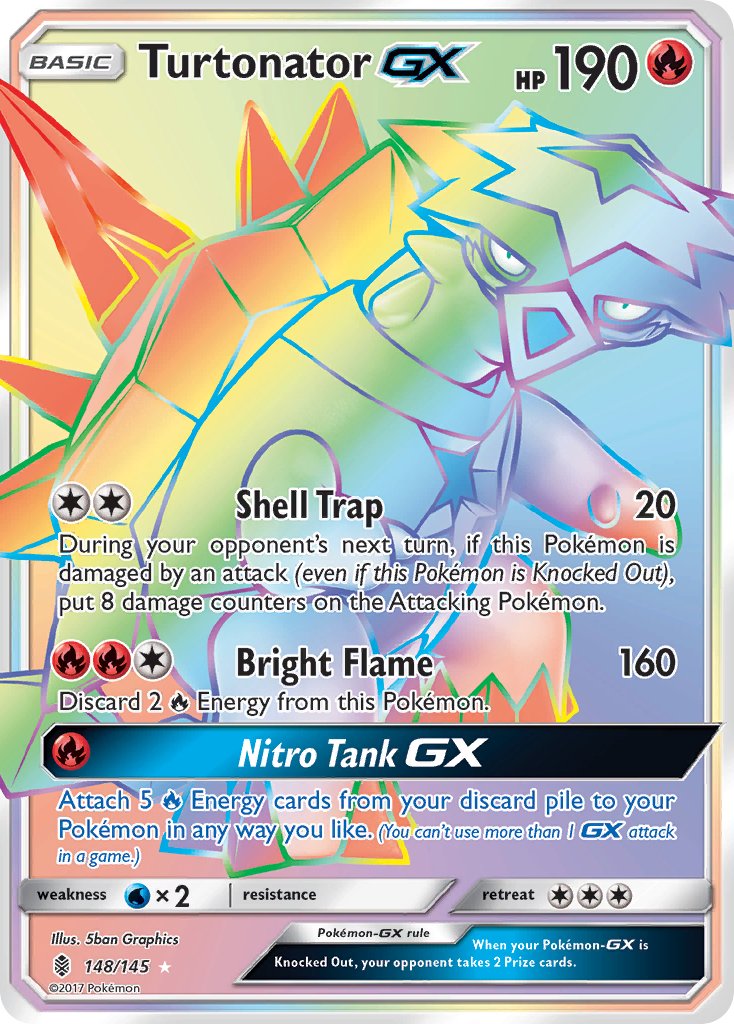 BASIC Turtonator GX HP 190
Shell Trap 20
During your opponent's next turn, if this Pokémon is
damaged by an attack (even if this Pokémon is Knocked Out),
put 8 damage counters on the Attacking Pokémon.
Bright Flame 160
Discard 2 Energy from this Pokémon.
Nitro Tank GX
Attach 5 Energy cards from your discard pile to your
Pokémon in any way you like. (You can't use more than 1 GX attack
in a game.)
weakness ×2 resistance retreat
Illus. 5ban Graphics
148/145
©2017 Pokémon
Pokémon-GX rule
When your Pokémon-GX is
Knocked Out, your opponent takes 2 Prize cards.